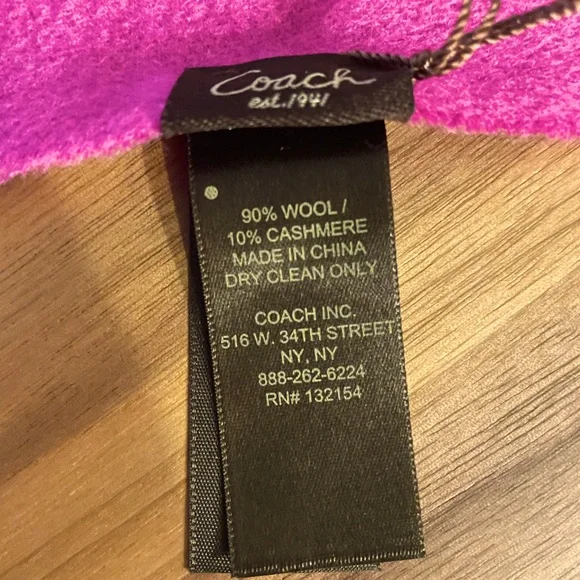 Coach
est. 1941
90% WOOL /
10% CASHMERE
MADE IN CHINA
DRY CLEAN ONLY
COACH INC.
516 W. 34TH STREET
NY, NY
888-262-6224
RN# 132154